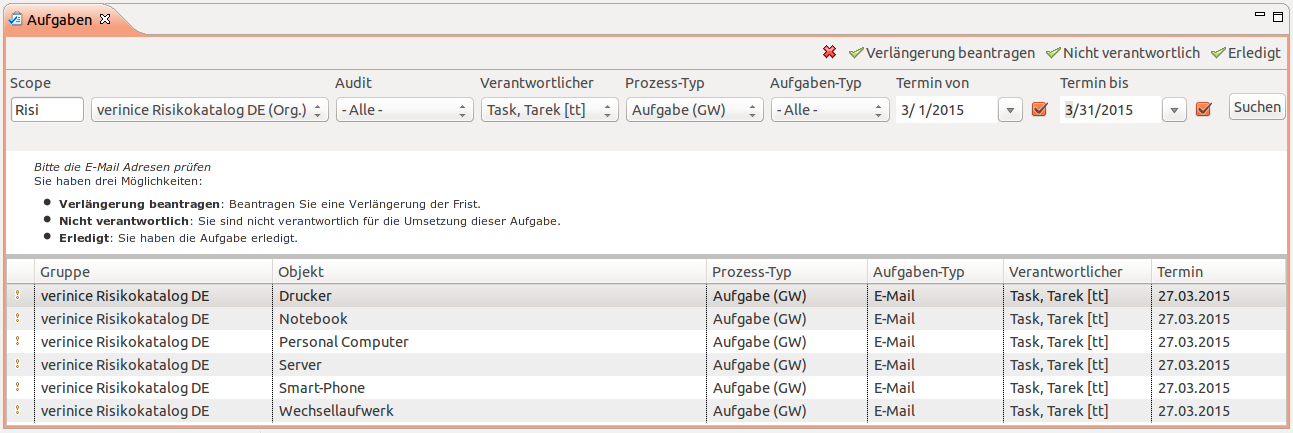 Aufgaben
Verlängerung beantragen Nicht verantwortlich Erledigt
Scope Audit Verantwortlicher Prozess-Typ Aufgaben-Typ Termin von Termin bis
Risi verinice Risikokatalog DE (Org.) - Alle - Task, Tarek [tt] Aufgabe (GW) - Alle - 3/ 1/2015 3/31/2015 Suchen
Bitte die E-Mail Adresen prüfen
Sie haben drei Möglichkeiten:
• Verlängerung beantragen: Beantragen Sie eine Verlängerung der Frist.
• Nicht verantwortlich: Sie sind nicht verantwortlich für die Umsetzung dieser Aufgabe.
• Erledigt: Sie haben die Aufgabe erledigt.
Gruppe Objekt Prozess-Typ Aufgaben-Typ Verantwortlicher Termin
verinice Risikokatalog DE Drucker Aufgabe (GW) E-Mail Task, Tarek [tt] 27.03.2015
verinice Risikokatalog DE Notebook Aufgabe (GW) E-Mail Task, Tarek [tt] 27.03.2015
verinice Risikokatalog DE Personal Computer Aufgabe (GW) E-Mail Task, Tarek [tt] 27.03.2015
verinice Risikokatalog DE Server Aufgabe (GW) E-Mail Task, Tarek [tt] 27.03.2015
verinice Risikokatalog DE Smart-Phone Aufgabe (GW) E-Mail Task, Tarek [tt] 27.03.2015
verinice Risikokatalog DE Wechsellaufwerk Aufgabe (GW) E-Mail Task, Tarek [tt] 27.03.2015